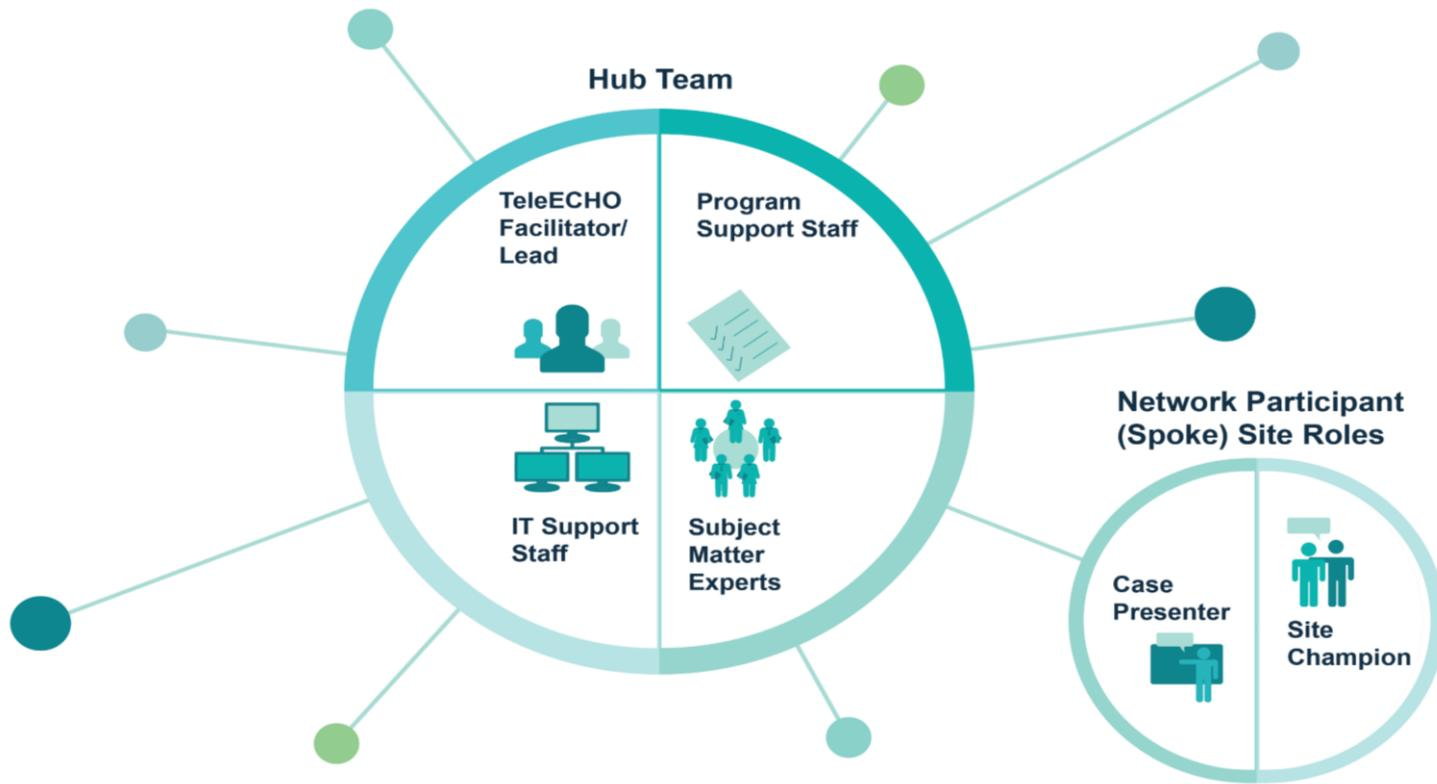 Hub Team
TeleECHO
Facilitator/
Lead
Program
Support Staff
IT Support
Staff
Subject
Matter
Experts
Network Participant
(Spoke) Site Roles
Case
Presenter
Site
Champion